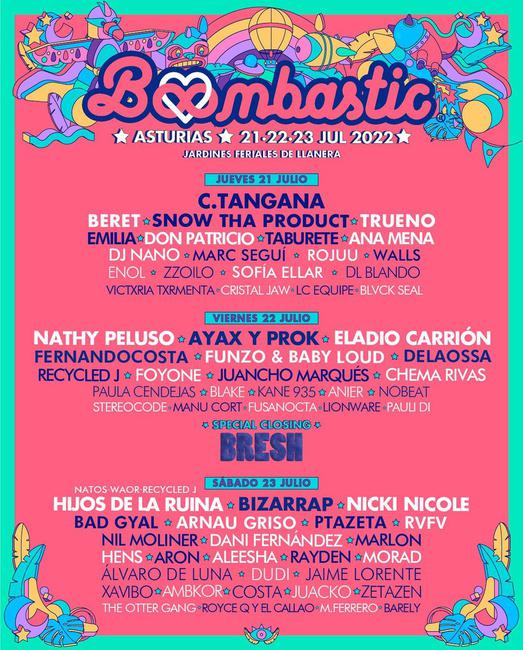 Boombastic
ASTURIAS ★ 21·22·23 JUL 2022
JARDINES FERIALES DE LLANERA
JUEVES 21 JULIO
C.TANGANA
BERET ★ SNOW THA PRODUCT ★ TRUENO
EMILIA ★ DON PATRICIO ★ TABURETE ★ ANA MENA
DJ NANO ★ MARC SEGUÍ ★ ROJUU ★ WALLS
ENOL ★ ZZOILO ★ SOFÍA ELLAR ★ DL BLANDO
VICTXRIA TXRMENTA · CRISTAL JAW · LC EQUIPE · BLVCK SEAL
VIERNES 22 JULIO
NATHY PELUSO ★ AYAX Y PROK ★ ELADIO CARRIÓN
FERNANDOCOSTA ★ FUNZO & BABY LOUD ★ DELAOSSA
RECYCLED J ★ FOYONE ★ JUANCHO MARQUÉS ★ CHEMA RIVAS
PAULA CENDEJAS ★ BLAKE ★ KANE 935 ★ ANIER ★ NOBEAT
STEREOCODE · MANU CORT · FUSANOCTA · LIONWARE · PAULI DI
★ SPECIAL CLOSING ★
BRESH
SÁBADO 23 JULIO
NATOS·WAOR·RECYCLED J
HIJOS DE LA RUINA ★ BIZARRAP ★ NICKI NICOLE
BAD GYAL ★ ARNAU GRISO ★ PTAZETA ★ RVFV
NIL MOLINER ★ DANI FERNÁNDEZ ★ MARLON
HENS ★ ARON ★ ALEESHA ★ RAYDEN ★ MORAD
ÁLVARO DE LUNA ★ DUDI ★ JAIME LORENTE
XAVIBO ★ AMBKOR ★ COSTA ★ JUACKO ★ ZETAZEN
THE OTTER GANG · ROYCE Q Y EL CALLAO · M.FERRERO · BARELY